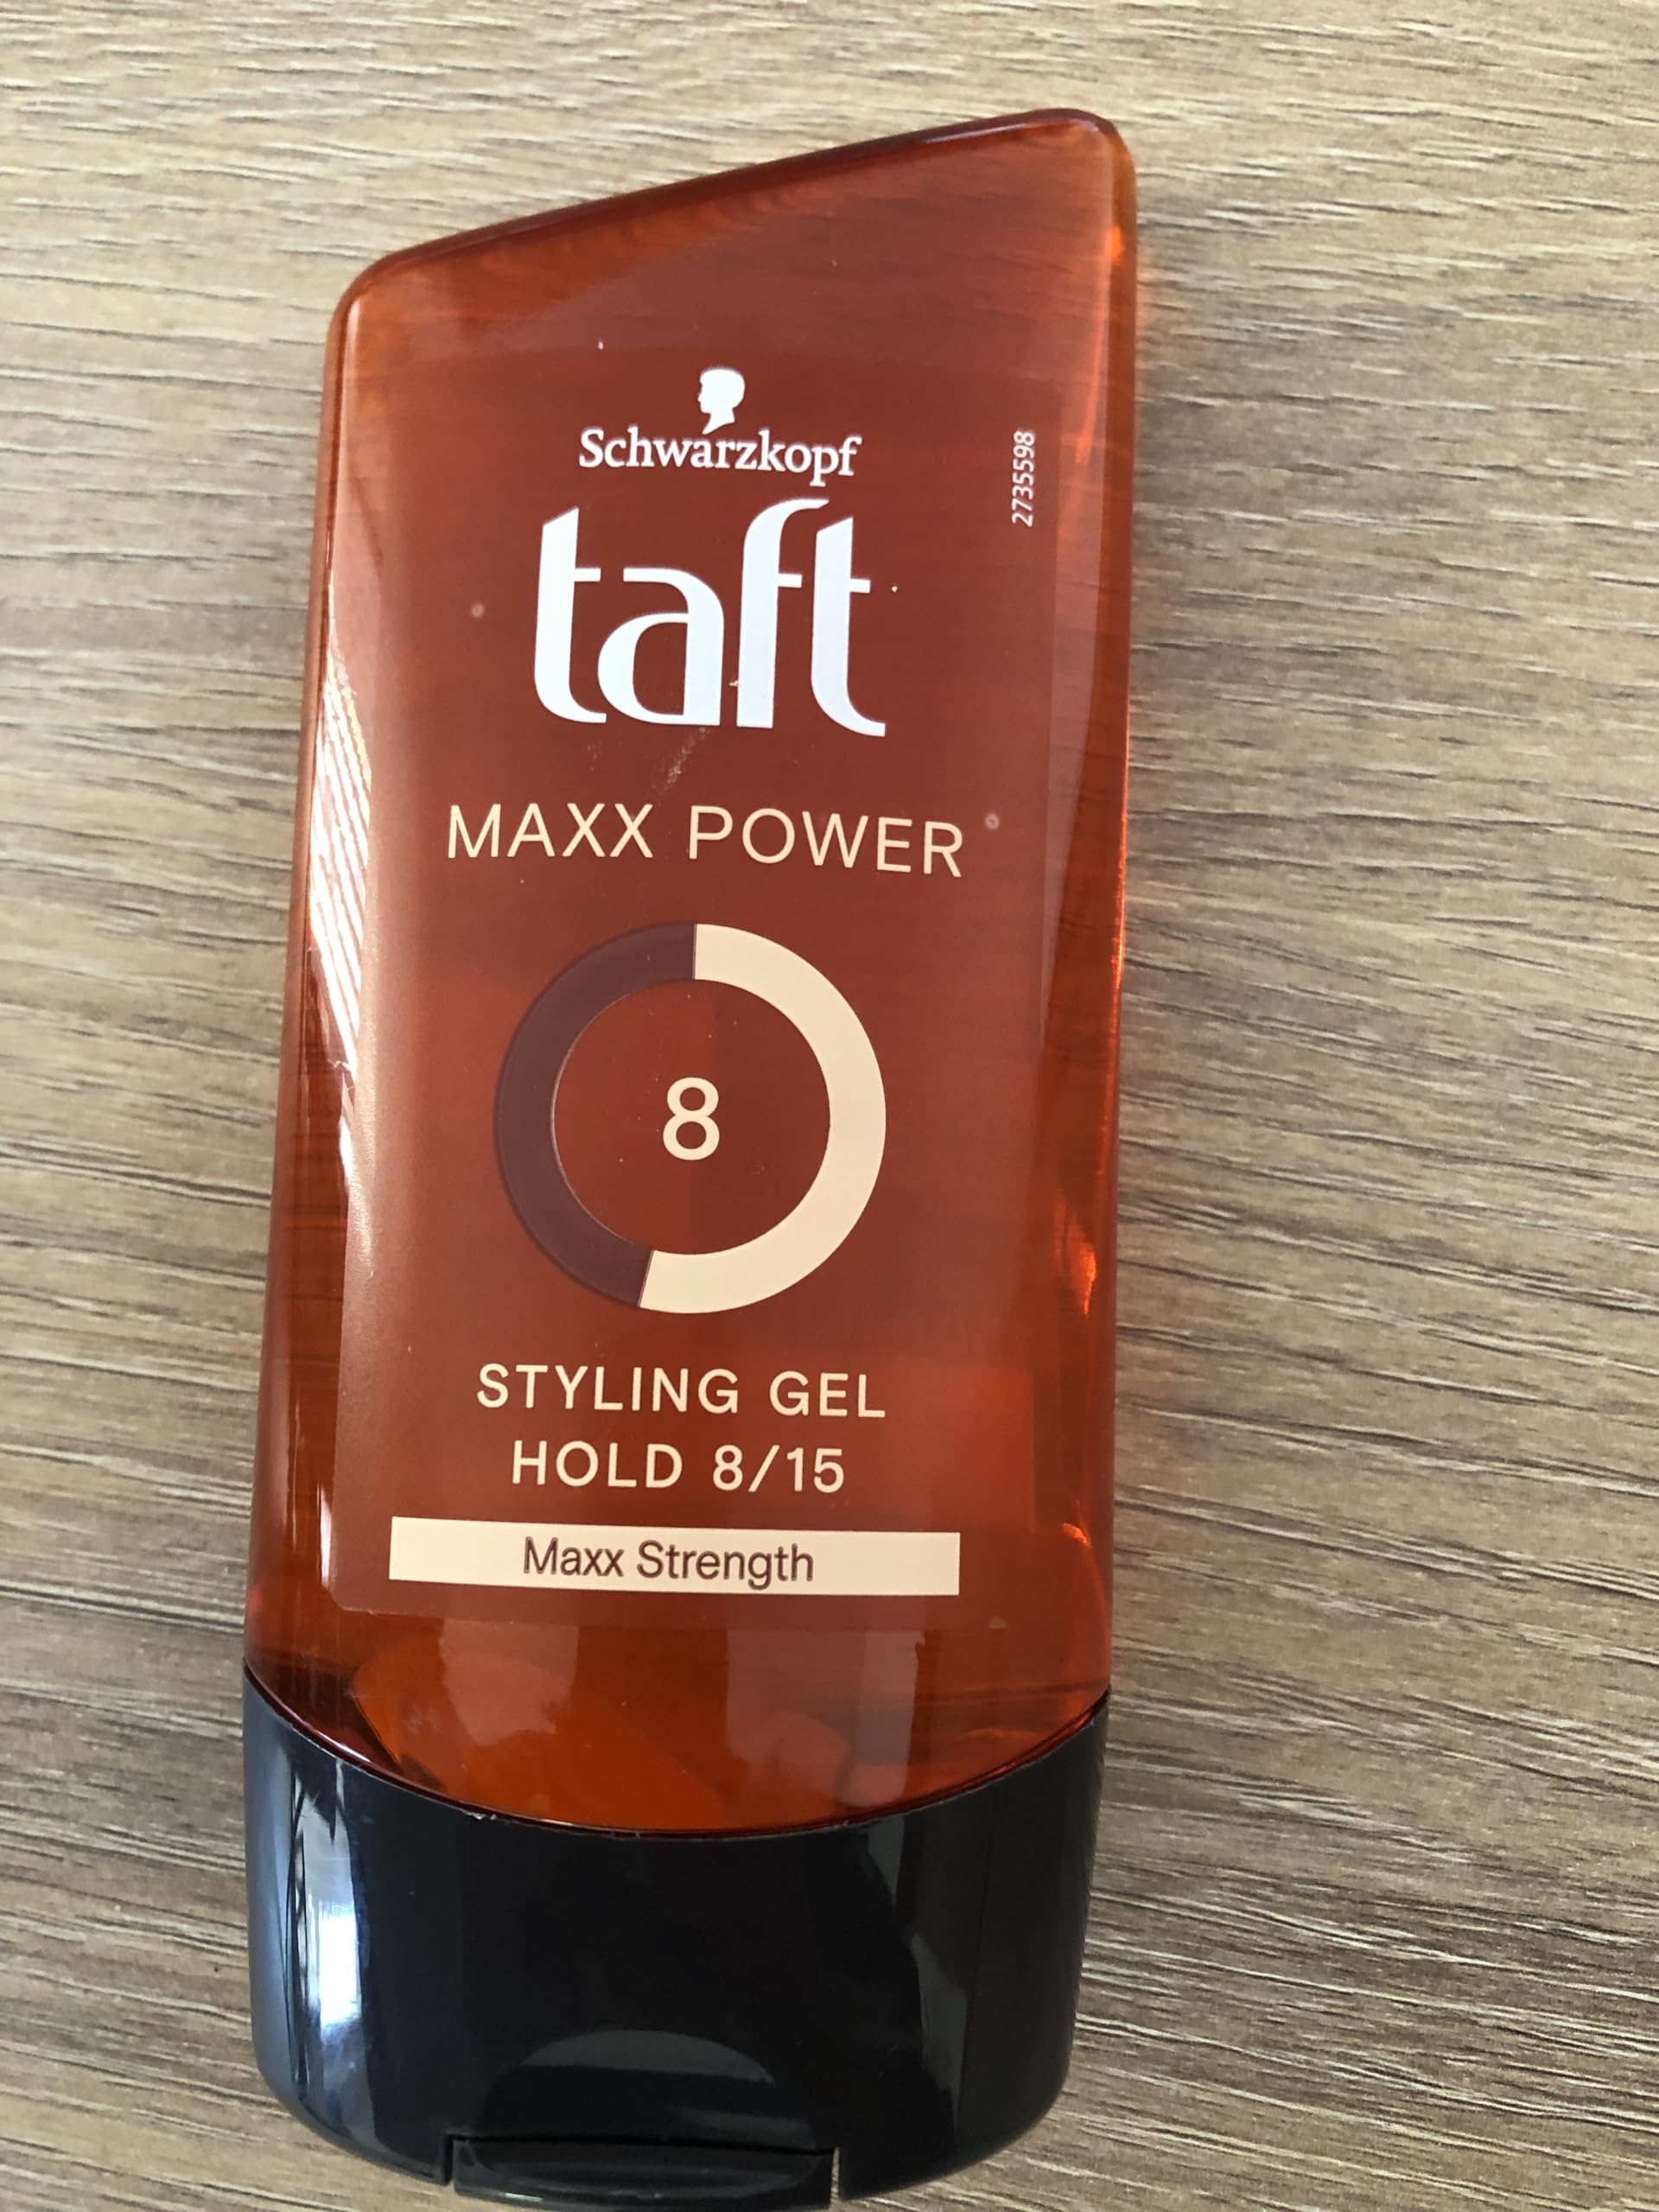 Schwarzkopf
2735598
taft
MAXX POWER
8
STYLING GEL
HOLD 8/15
Maxx Strength